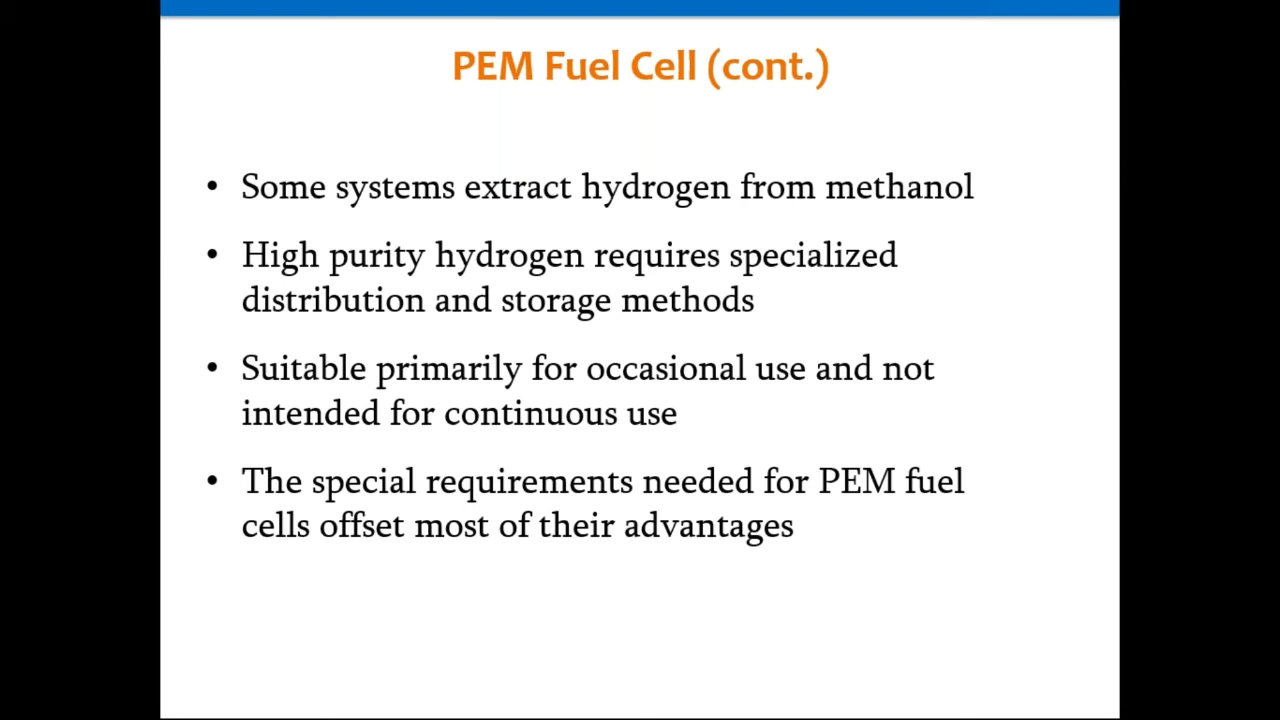 PEM Fuel Cell (cont.)
• Some systems extract hydrogen from methanol
• High purity hydrogen requires specialized
distribution and storage methods
• Suitable primarily for occasional use and not
intended for continuous use
• The special requirements needed for PEM fuel
cells offset most of their advantages